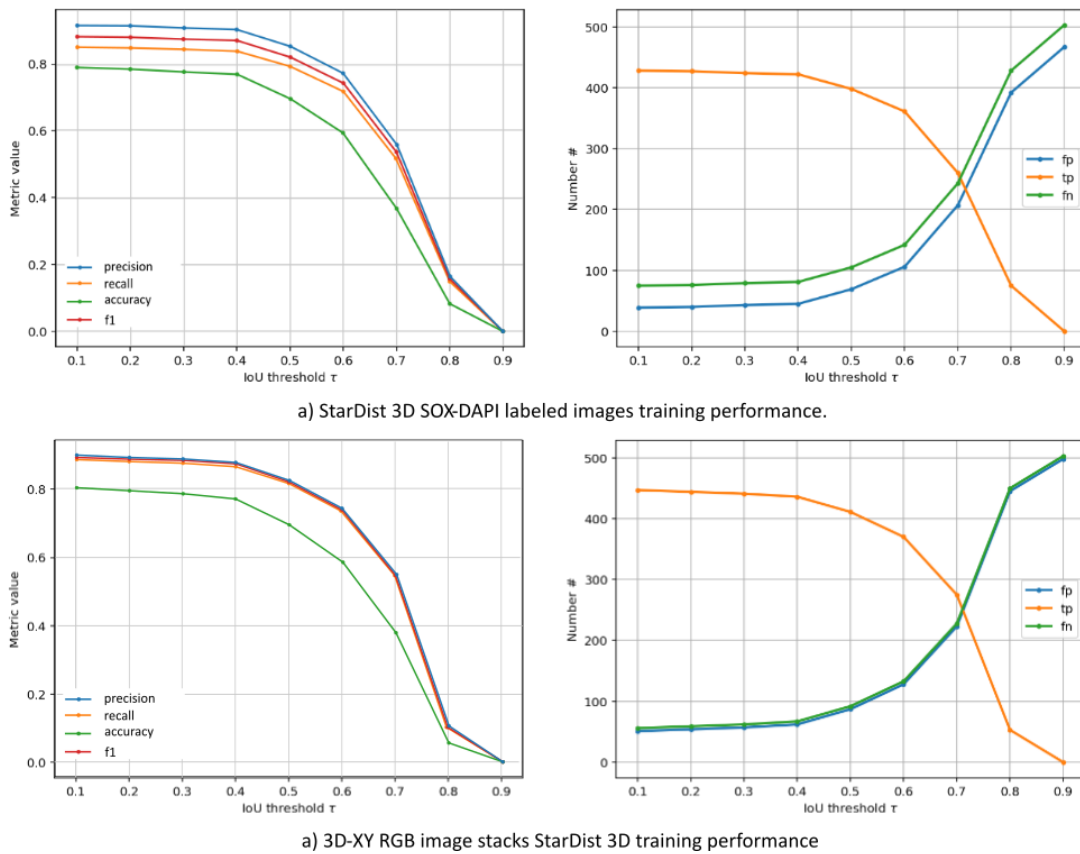 0.8
0.6
0.4
0.2
0.0
Metric value
precision
recall
accuracy
f1
0.1 0.2 0.3 0.4 0.5 0.6 0.7 0.8 0.9
IoU threshold τ
500
400
300
200
100
0
Number #
fp
tp
fn
0.1 0.2 0.3 0.4 0.5 0.6 0.7 0.8 0.9
IoU threshold τ
a) StarDist 3D SOX-DAPI labeled images training performance.
0.8
0.6
0.4
0.2
0.0
Metric value
precision
recall
accuracy
f1
0.1 0.2 0.3 0.4 0.5 0.6 0.7 0.8 0.9
IoU threshold τ
500
400
300
200
100
0
Number #
fp
tp
fn
0.1 0.2 0.3 0.4 0.5 0.6 0.7 0.8 0.9
IoU threshold τ
a) 3D-XY RGB image stacks StarDist 3D training performance